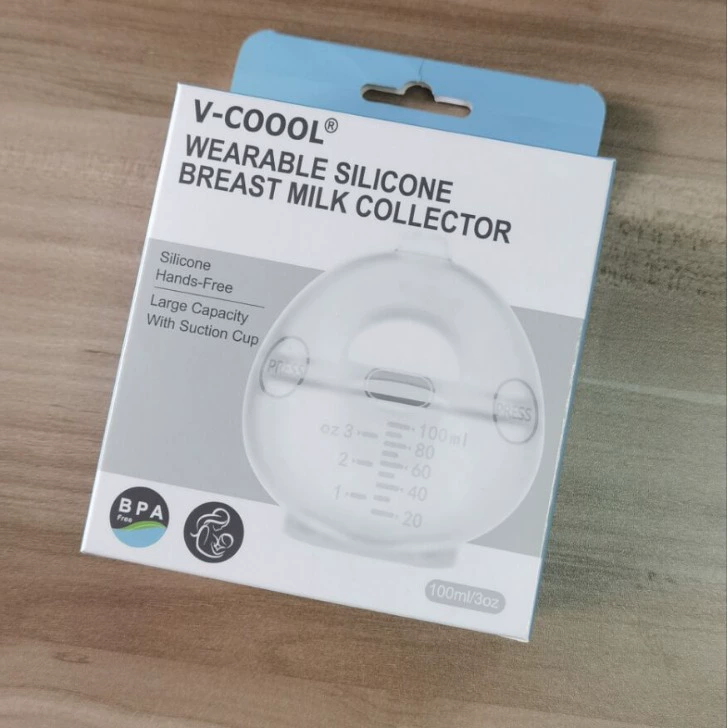 V-COOOL®
WEARABLE SILICONE
BREAST MILK COLLECTOR
Silicone
Hands-Free
Large Capacity
With Suction Cup
PRESS
PRESS
oz 3 100ml
80
2 60
1 40
20
BPA
Free
100ml/3oz